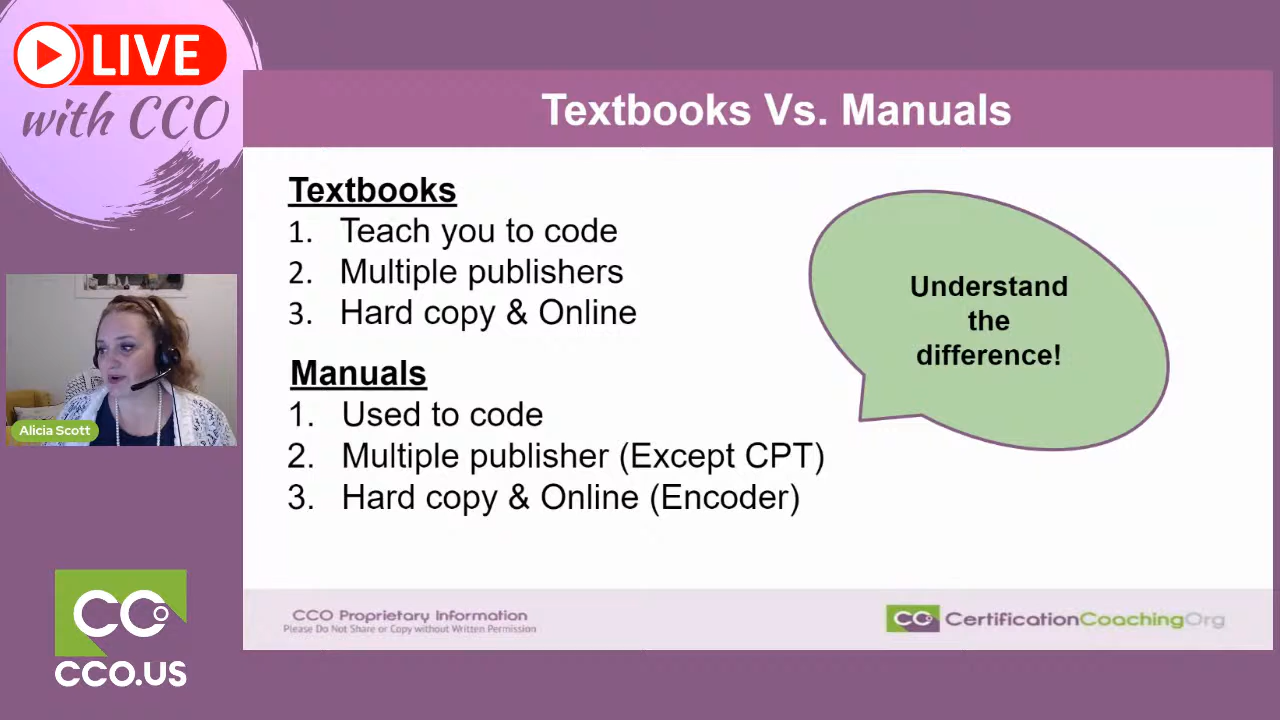 LIVE
with CCO
Textbooks Vs. Manuals
Textbooks
1. Teach you to code
2. Multiple publishers
3. Hard copy & Online
Manuals
1. Used to code
2. Multiple publisher (Except CPT)
3. Hard copy & Online (Encoder)
Understand
the
difference!
Alicia Scott
CCO
CCO.US
CCO Proprietary Information
Please Do Not Share or Copy without Written Permission
CCO CertificationCoachingOrg